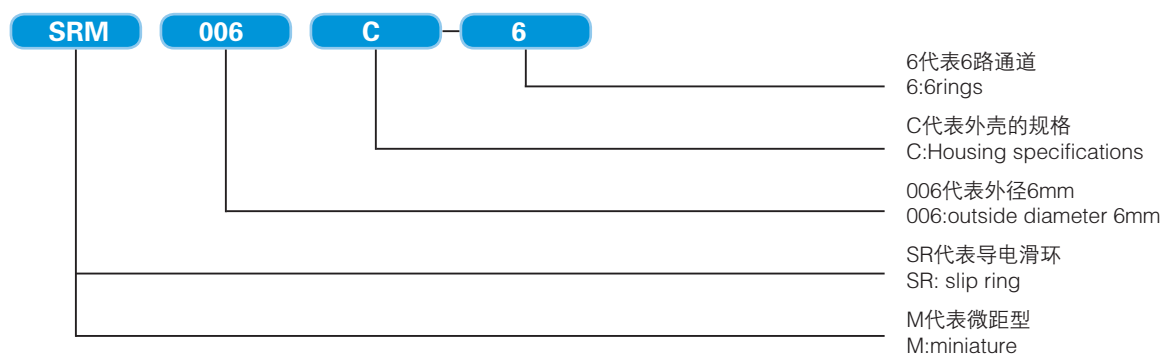 SRM 006 C - 6
6代表6路通道
6:6rings
C代表外壳的规格
C:Housing specifications
006代表外径6mm
006:outside diameter 6mm
SR代表导电滑环
SR: slip ring
M代表微距型
M:miniature